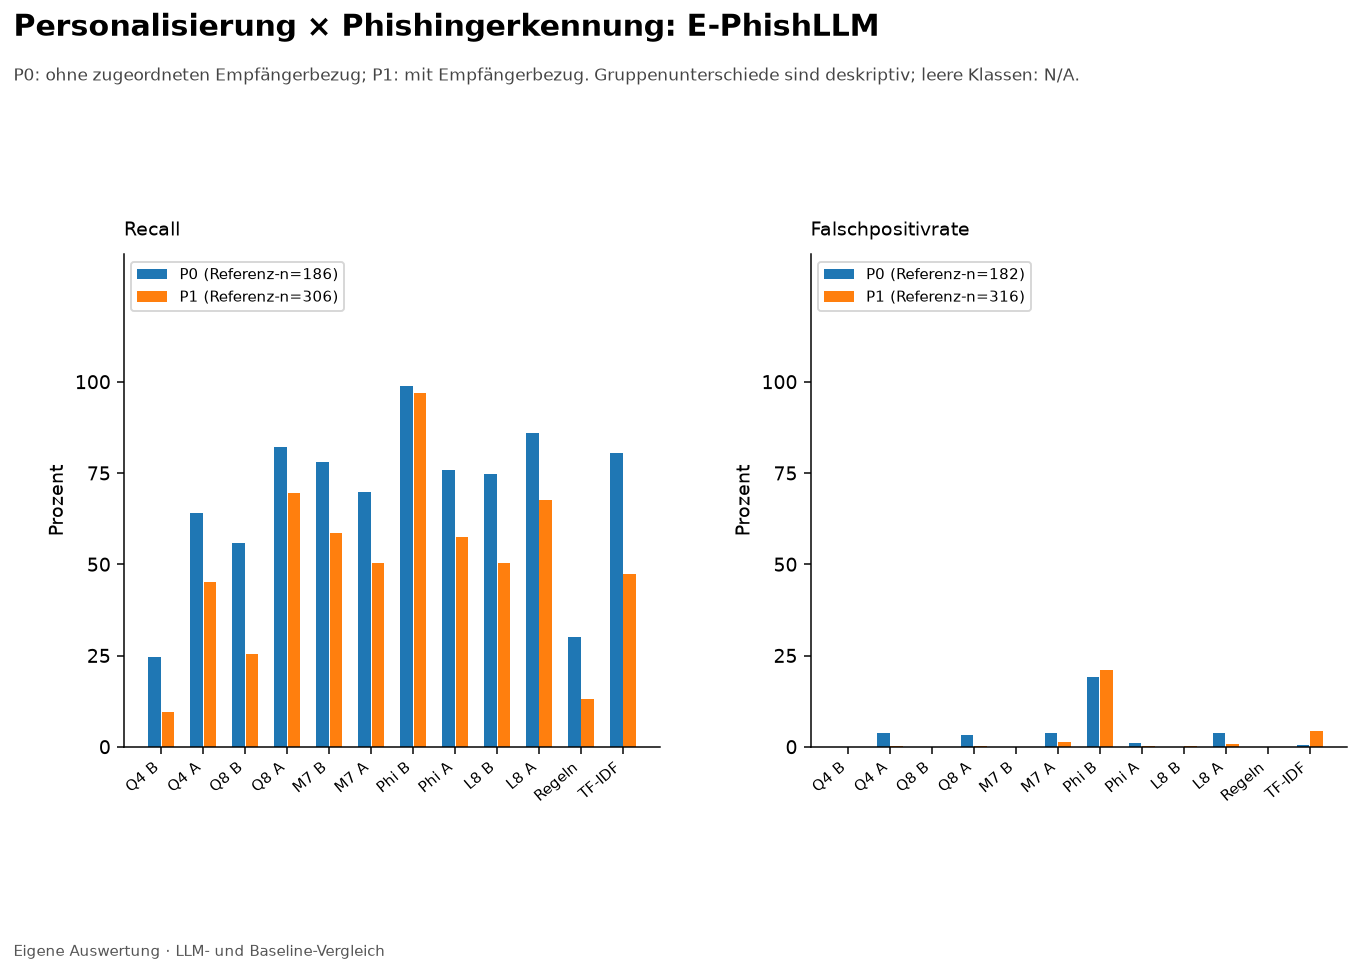 Personalisierung × Phishingerkennung: E-PhishLLM
P0: ohne zugeordneten Empfängerbezug; P1: mit Empfängerbezug. Gruppenunterschiede sind deskriptiv; leere Klassen: N/A.
Recall
P0 (Referenz-n=186)
P1 (Referenz-n=306)
Prozent
100
75
50
25
0
Q4 B
Q4 A
Q8 B
Q8 A
M7 B
M7 A
Phi B
Phi A
L8 B
L8 A
Regeln
TF-IDF
Falschpositivrate
P0 (Referenz-n=182)
P1 (Referenz-n=316)
Prozent
100
75
50
25
0
Q4 B
Q4 A
Q8 B
Q8 A
M7 B
M7 A
Phi B
Phi A
L8 B
L8 A
Regeln
TF-IDF
Eigene Auswertung · LLM- und Baseline-Vergleich